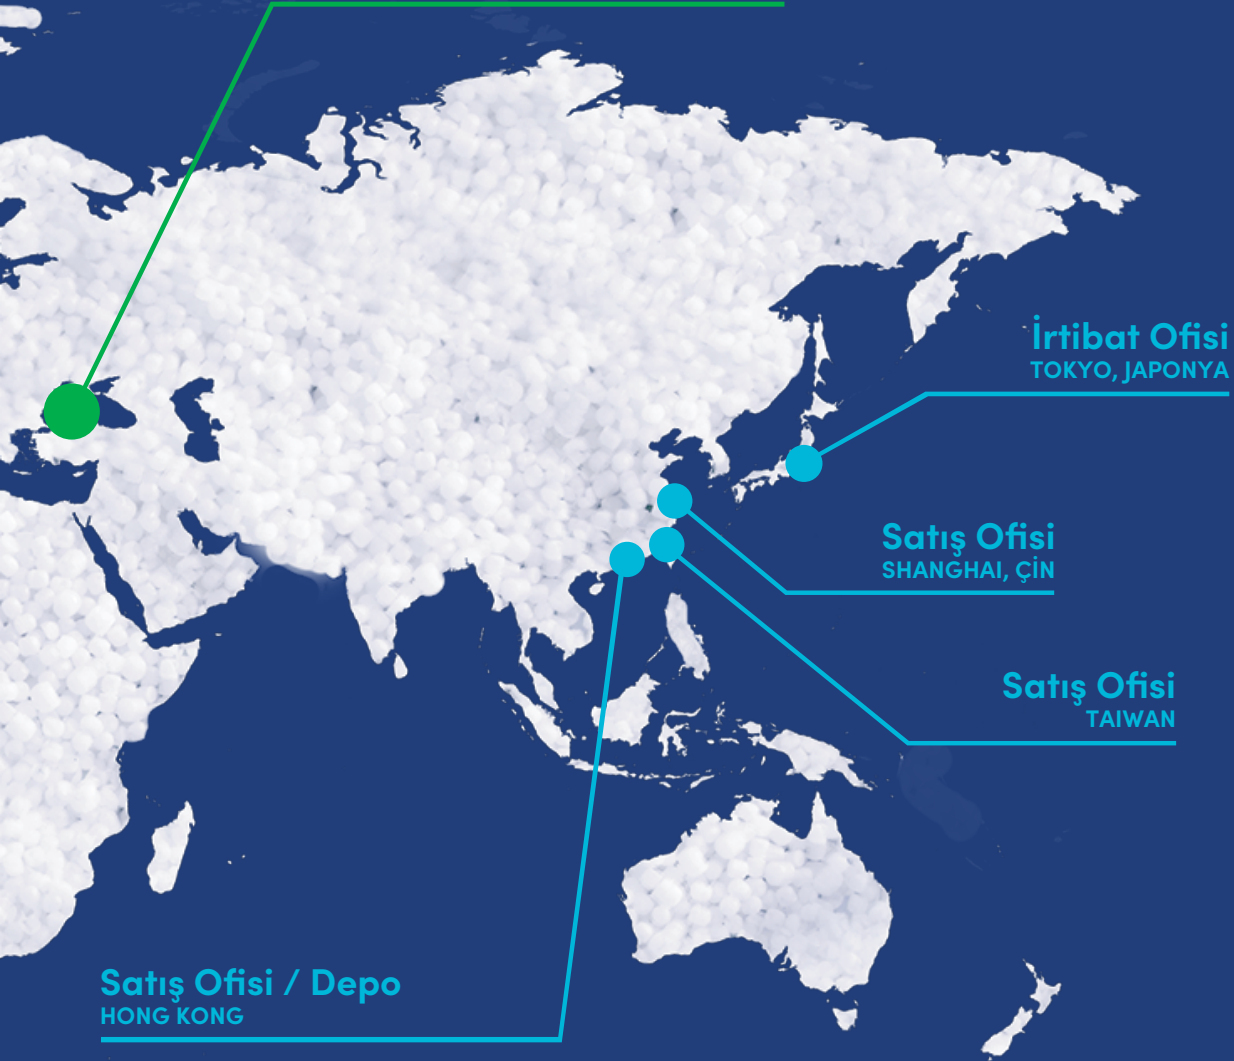 İrtibat Ofisi
TOKYO, JAPONYA
Satış Ofisi
SHANGHAI, ÇİN
Satış Ofisi
TAIWAN
Satış Ofisi / Depo
HONG KONG